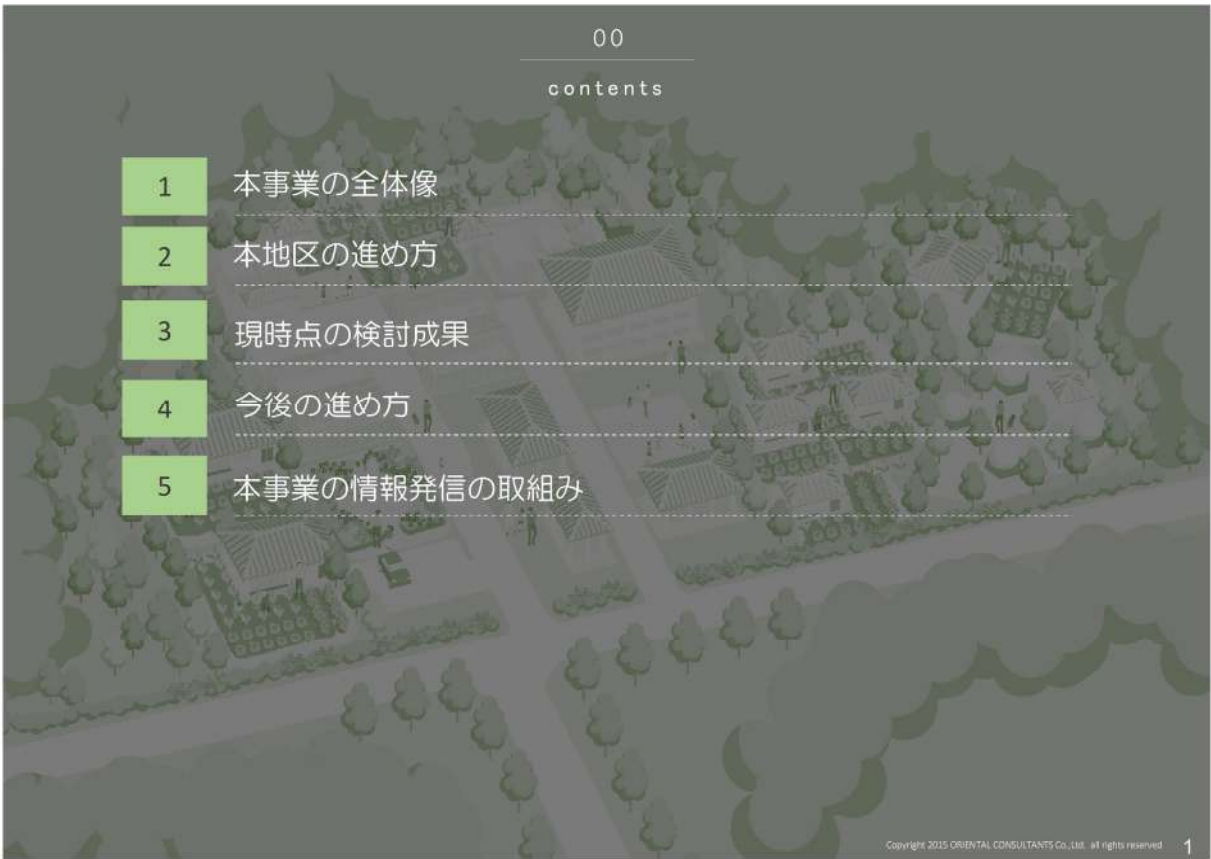 00
contents
1 本事業の全体像
2 本地区の進め方
3 現時点の検討成果
4 今後の進め方
5 本事業の情報発信の取組み
Copyright 2015 ORIENTAL CONSULTANTS Co.,Ltd. all rights reserved 1